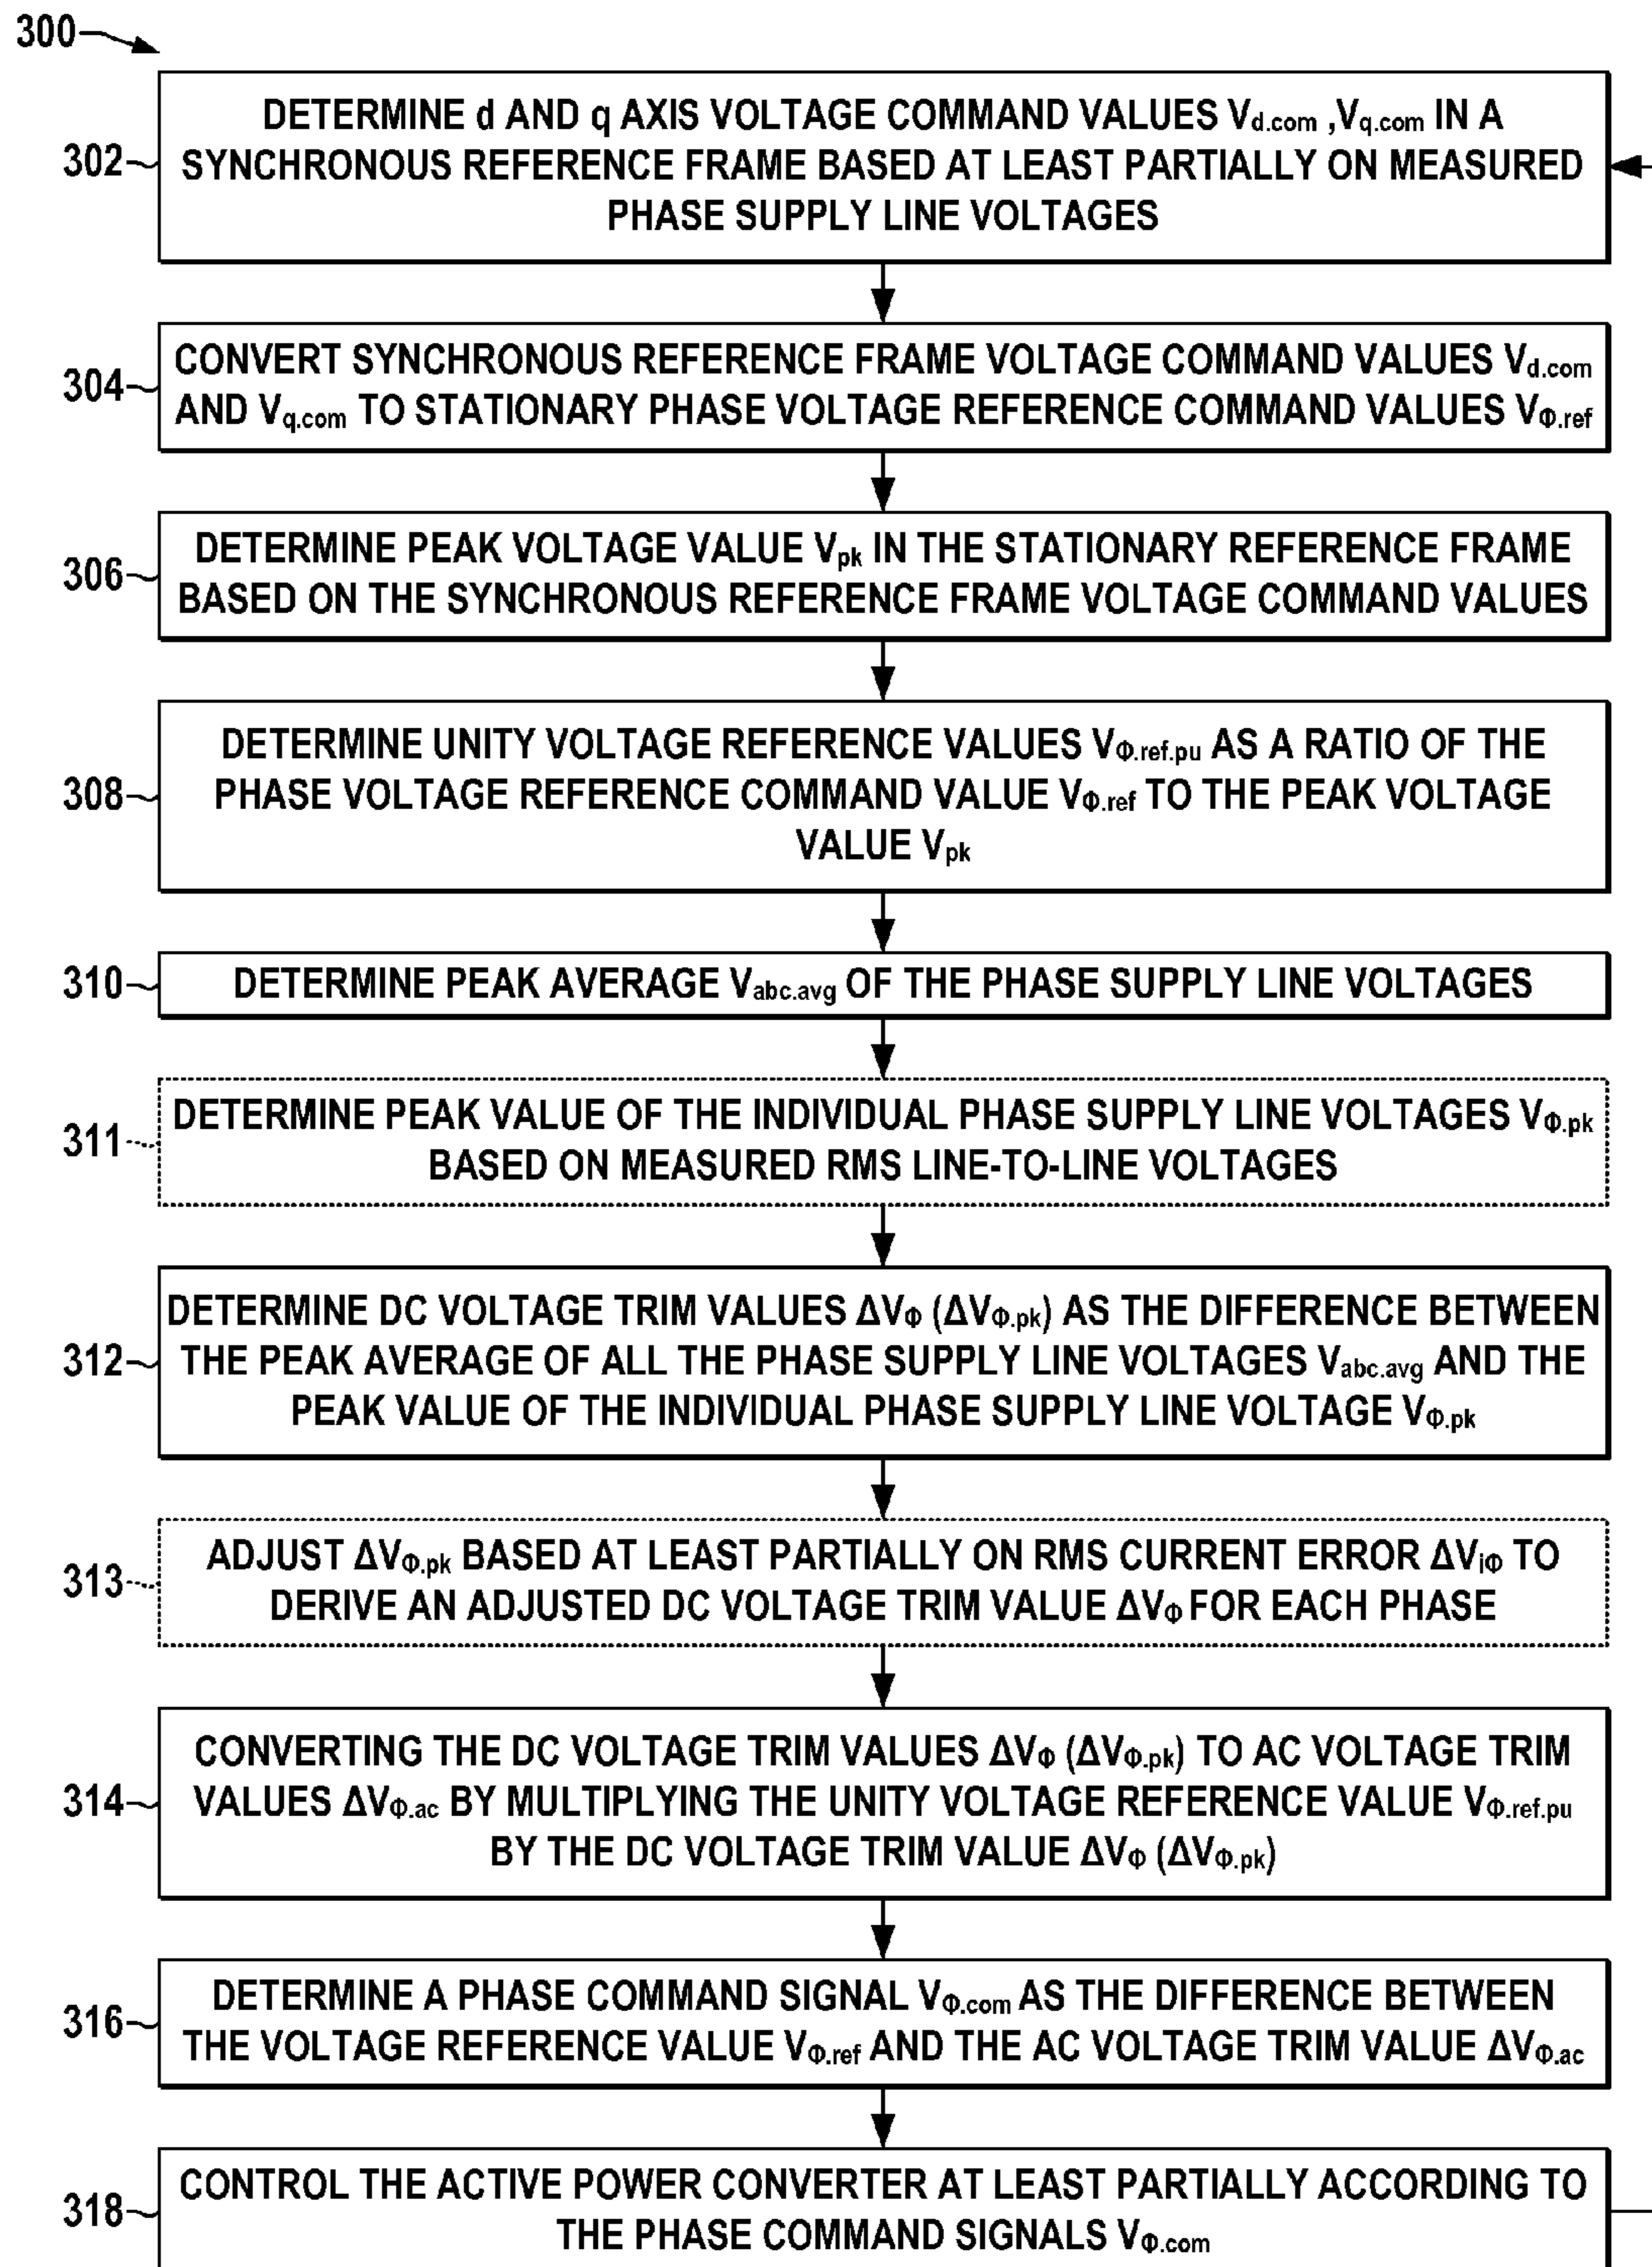 300
302
DETERMINE d AND q AXIS VOLTAGE COMMAND VALUES Vd.com ,Vq.com IN A
SYNCHRONOUS REFERENCE FRAME BASED AT LEAST PARTIALLY ON MEASURED
PHASE SUPPLY LINE VOLTAGES
304
CONVERT SYNCHRONOUS REFERENCE FRAME VOLTAGE COMMAND VALUES Vd.com
AND Vq.com TO STATIONARY PHASE VOLTAGE REFERENCE COMMAND VALUES VΦ.ref
306
DETERMINE PEAK VOLTAGE VALUE Vpk IN THE STATIONARY REFERENCE FRAME
BASED ON THE SYNCHRONOUS REFERENCE FRAME VOLTAGE COMMAND VALUES
308
DETERMINE UNITY VOLTAGE REFERENCE VALUES VΦ.ref.pu AS A RATIO OF THE
PHASE VOLTAGE REFERENCE COMMAND VALUE VΦ.ref TO THE PEAK VOLTAGE
VALUE Vpk
310
DETERMINE PEAK AVERAGE Vabc.avg OF THE PHASE SUPPLY LINE VOLTAGES
311
DETERMINE PEAK VALUE OF THE INDIVIDUAL PHASE SUPPLY LINE VOLTAGES VΦ.pk
BASED ON MEASURED RMS LINE-TO-LINE VOLTAGES
312
DETERMINE DC VOLTAGE TRIM VALUES ΔVΦ (ΔVΦ.pk) AS THE DIFFERENCE BETWEEN
THE PEAK AVERAGE OF ALL THE PHASE SUPPLY LINE VOLTAGES Vabc.avg AND THE
PEAK VALUE OF THE INDIVIDUAL PHASE SUPPLY LINE VOLTAGE VΦ.pk
313
ADJUST ΔVΦ.pk BASED AT LEAST PARTIALLY ON RMS CURRENT ERROR ΔViΦ TO
DERIVE AN ADJUSTED DC VOLTAGE TRIM VALUE ΔVΦ FOR EACH PHASE
314
CONVERTING THE DC VOLTAGE TRIM VALUES ΔVΦ (ΔVΦ.pk) TO AC VOLTAGE TRIM
VALUES ΔVΦ.ac BY MULTIPLYING THE UNITY VOLTAGE REFERENCE VALUE VΦ.ref.pu
BY THE DC VOLTAGE TRIM VALUE ΔVΦ (ΔVΦ.pk)
316
DETERMINE A PHASE COMMAND SIGNAL VΦ.com AS THE DIFFERENCE BETWEEN
THE VOLTAGE REFERENCE VALUE VΦ.ref AND THE AC VOLTAGE TRIM VALUE ΔVΦ.ac
318
CONTROL THE ACTIVE POWER CONVERTER AT LEAST PARTIALLY ACCORDING TO
THE PHASE COMMAND SIGNALS VΦ.com